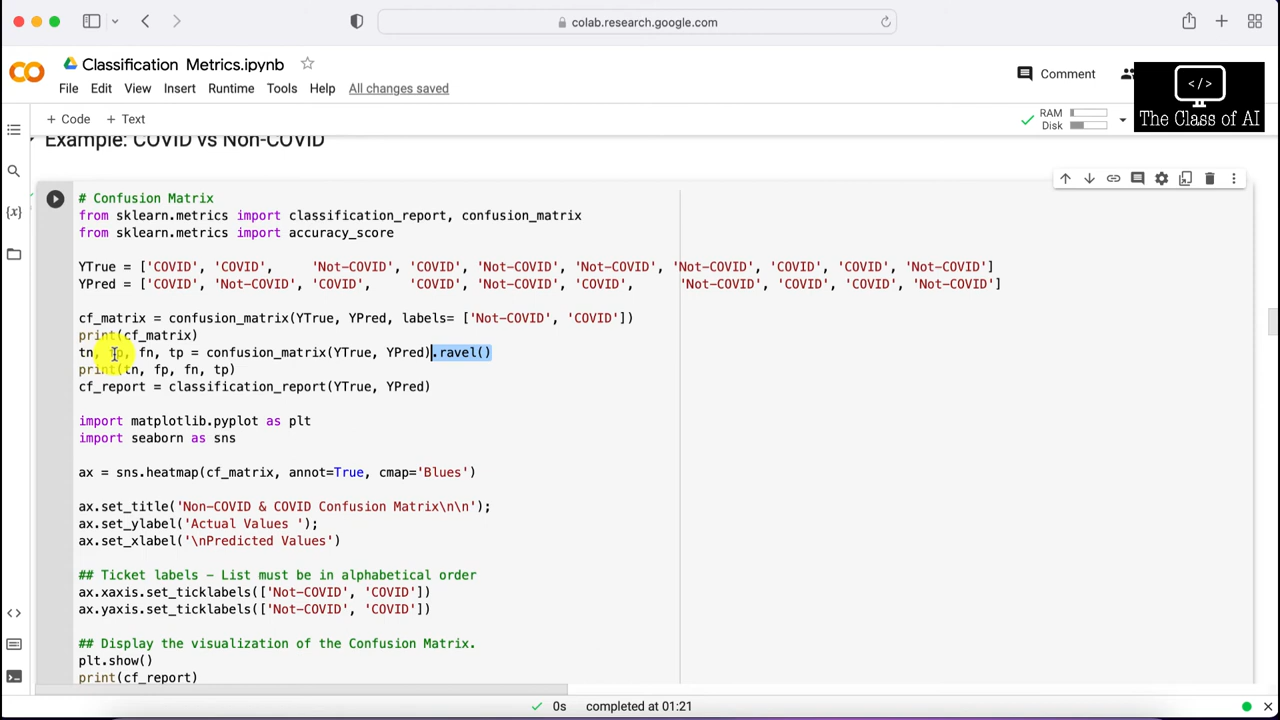 colab.research.google.com
Classification Metrics.ipynb
File Edit View Insert Runtime Tools Help All changes saved
Comment
</>
The Class of AI
+ Code + Text
RAM
Disk
Example: COVID vs Non-COVID
# Confusion Matrix
from sklearn.metrics import classification_report, confusion_matrix
from sklearn.metrics import accuracy_score
YTrue = ['COVID', 'COVID', 'Not-COVID', 'COVID', 'Not-COVID', 'Not-COVID', 'Not-COVID', 'COVID', 'COVID', 'Not-COVID']
YPred = ['COVID', 'Not-COVID', 'COVID', 'COVID', 'Not-COVID', 'COVID', 'Not-COVID', 'COVID', 'COVID', 'Not-COVID']
cf_matrix = confusion_matrix(YTrue, YPred, labels= ['Not-COVID', 'COVID'])
print(cf_matrix)
tn, fp, fn, tp = confusion_matrix(YTrue, YPred).ravel()
print(tn, fp, fn, tp)
cf_report = classification_report(YTrue, YPred)
import matplotlib.pyplot as plt
import seaborn as sns
ax = sns.heatmap(cf_matrix, annot=True, cmap='Blues')
ax.set_title('Non-COVID & COVID Confusion Matrix\n\n');
ax.set_ylabel('Actual Values ');
ax.set_xlabel('\nPredicted Values')
## Ticket labels - List must be in alphabetical order
ax.xaxis.set_ticklabels(['Not-COVID', 'COVID'])
ax.yaxis.set_ticklabels(['Not-COVID', 'COVID'])
## Display the visualization of the Confusion Matrix.
plt.show()
print(cf_report)
0s completed at 01:21